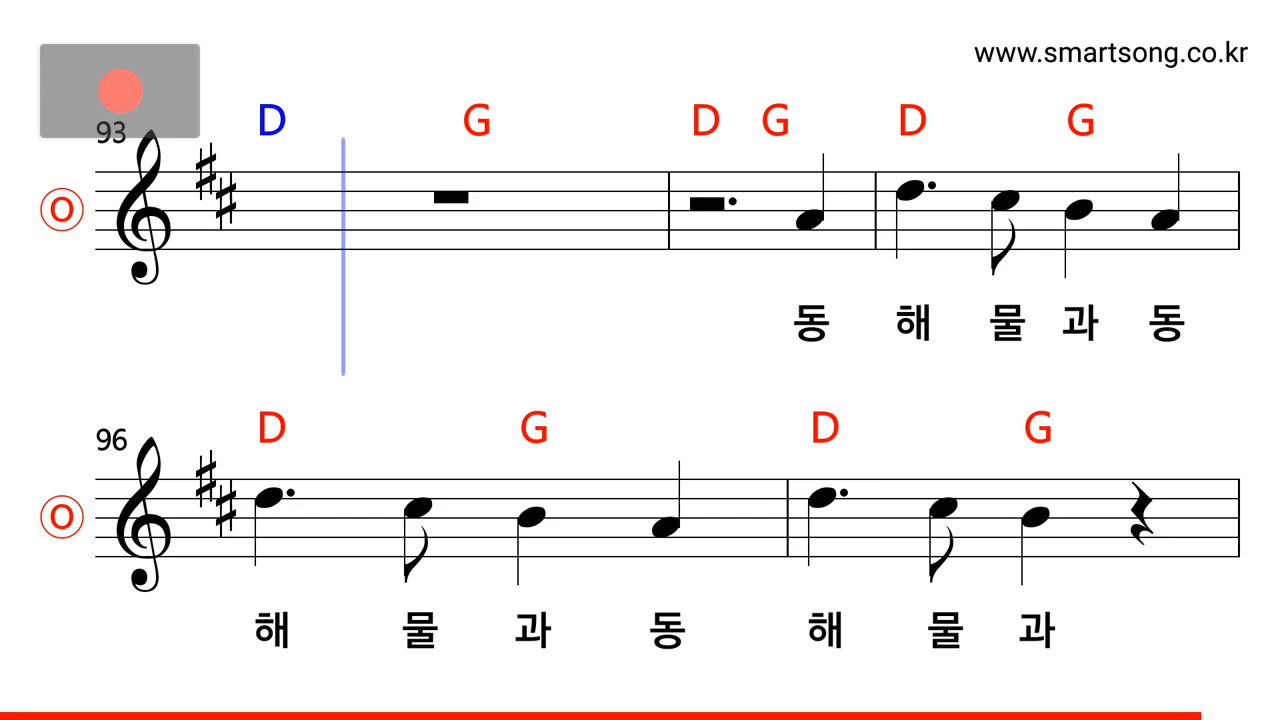 www.smartsong.co.kr
D G D G D G
93
O
동 해 물 과 동
D G D G
96
O
해 물 과 동 해 물 과